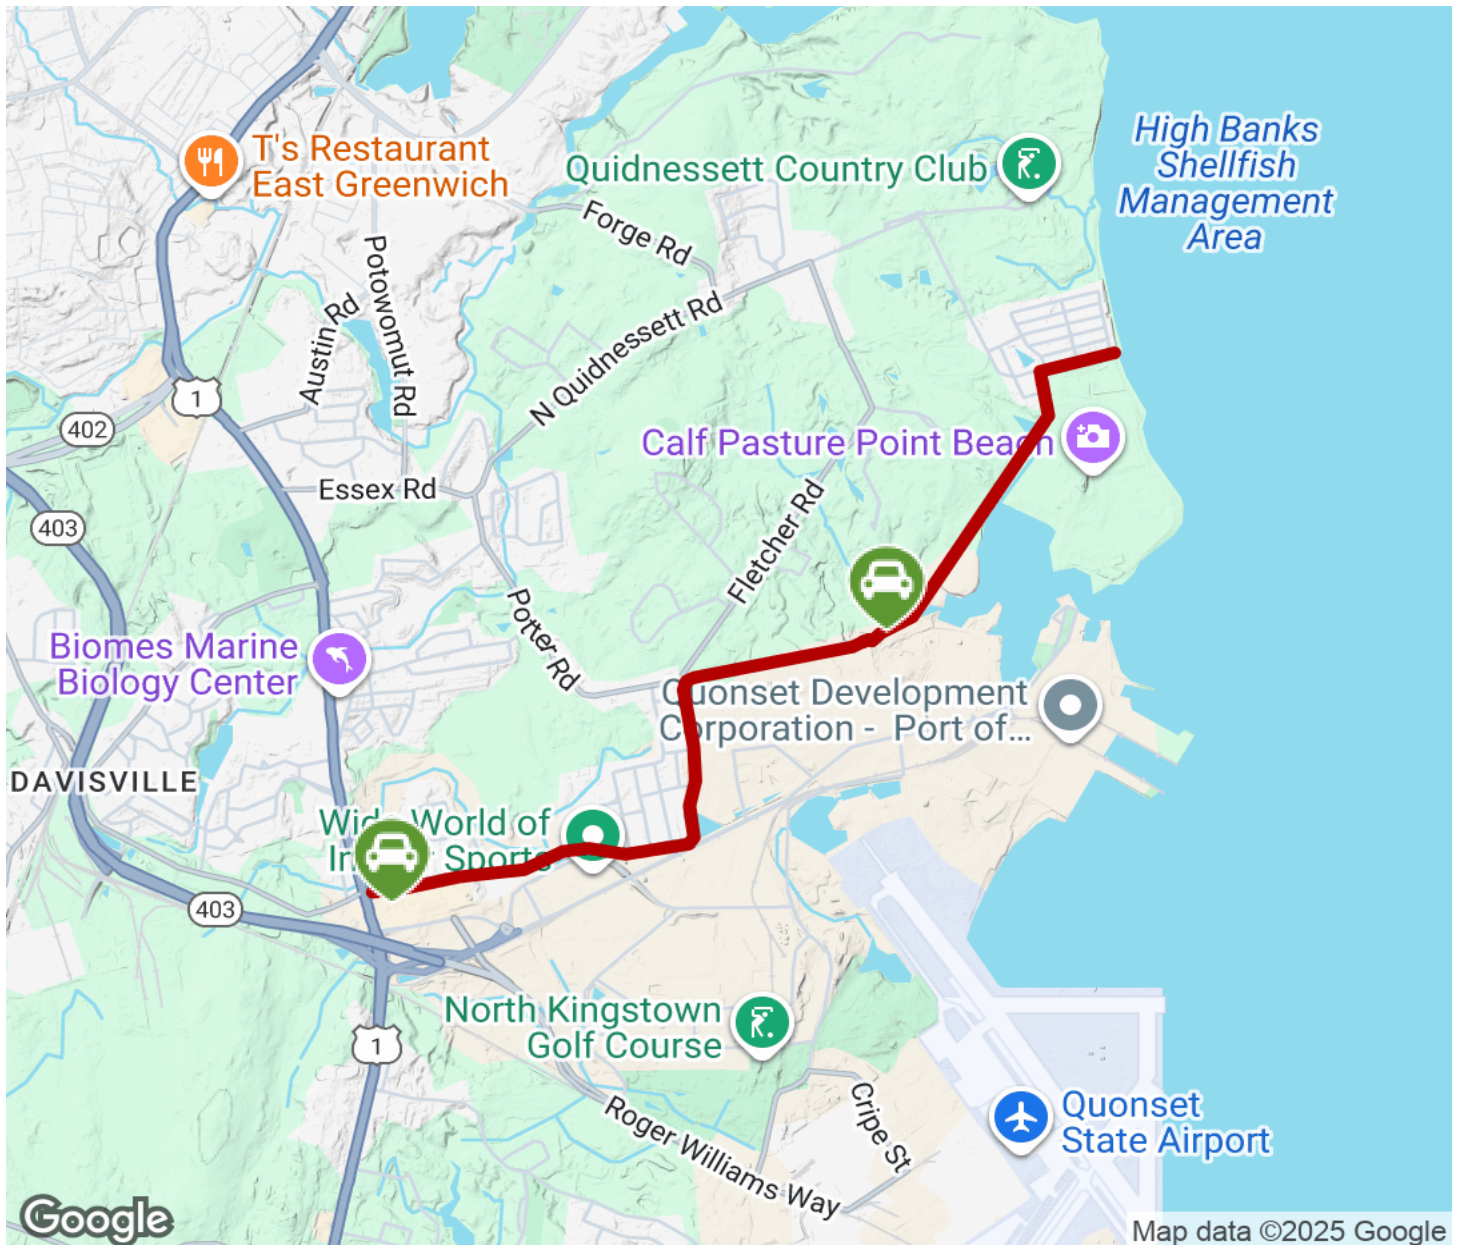 High Banks
Shellfish
Management
Area
T's Restaurant
East Greenwich
Quidnessett Country Club
Forge Rd
Potowomut Rd
Austin Rd
N Quidnessett Rd
1
402
Calf Pasture Point Beach
Essex Rd
403
Fletcher Rd
Potter Rd
Biomes Marine
Biology Center
Quonset Development
Corporation - Port of...
DAVISVILLE
World of
Sports
403
North Kingstown
Golf Course
1
Cripe St
Roger Williams Way
Quonset
State Airport
Google
Map data ©2025 Google